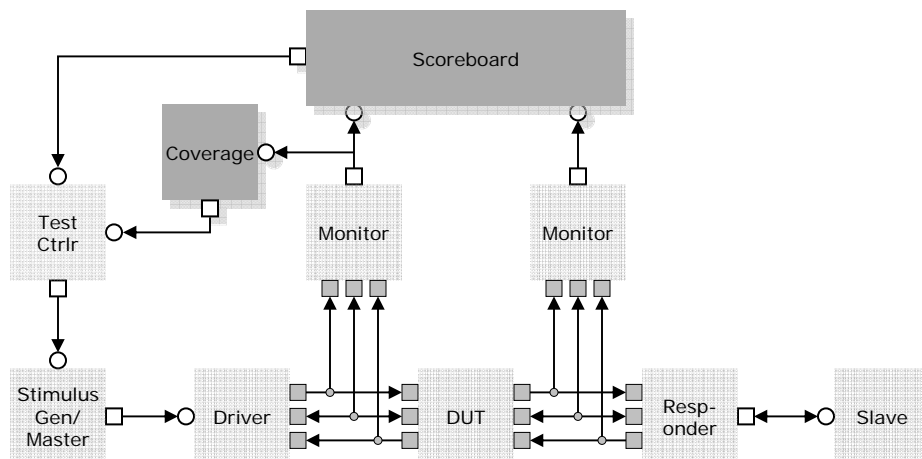 Scoreboard
Coverage
Test
Ctrlr
Monitor
Monitor
Stimulus
Gen/
Master
Driver
DUT
Resp-
onder
Slave